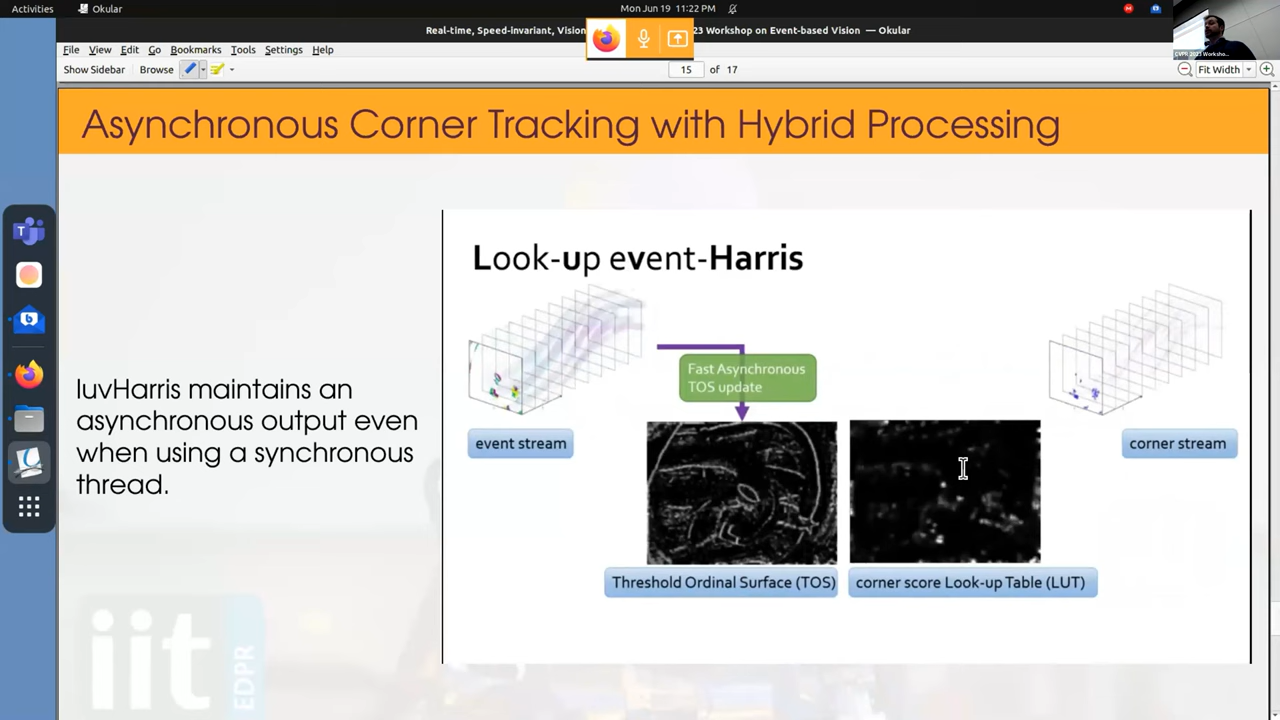 Activities
Okular
Mon Jun 19 11:22 PM
Real-time, Speed-invariant, Vision
23 Workshop on Event-based Vision — Okular
File View Edit Go Bookmarks Tools Settings Help
Show Sidebar
Browse
15 of 17
Fit Width
CVPR 2023 Worksho...
Asynchronous Corner Tracking with Hybrid Processing
luvHarris maintains an
asynchronous output even
when using a synchronous
thread.
Look-up event-Harris
Fast Asynchronous
TOS update
event stream
corner stream
Threshold Ordinal Surface (TOS)
corner score Look-up Table (LUT)
iit
EDPR